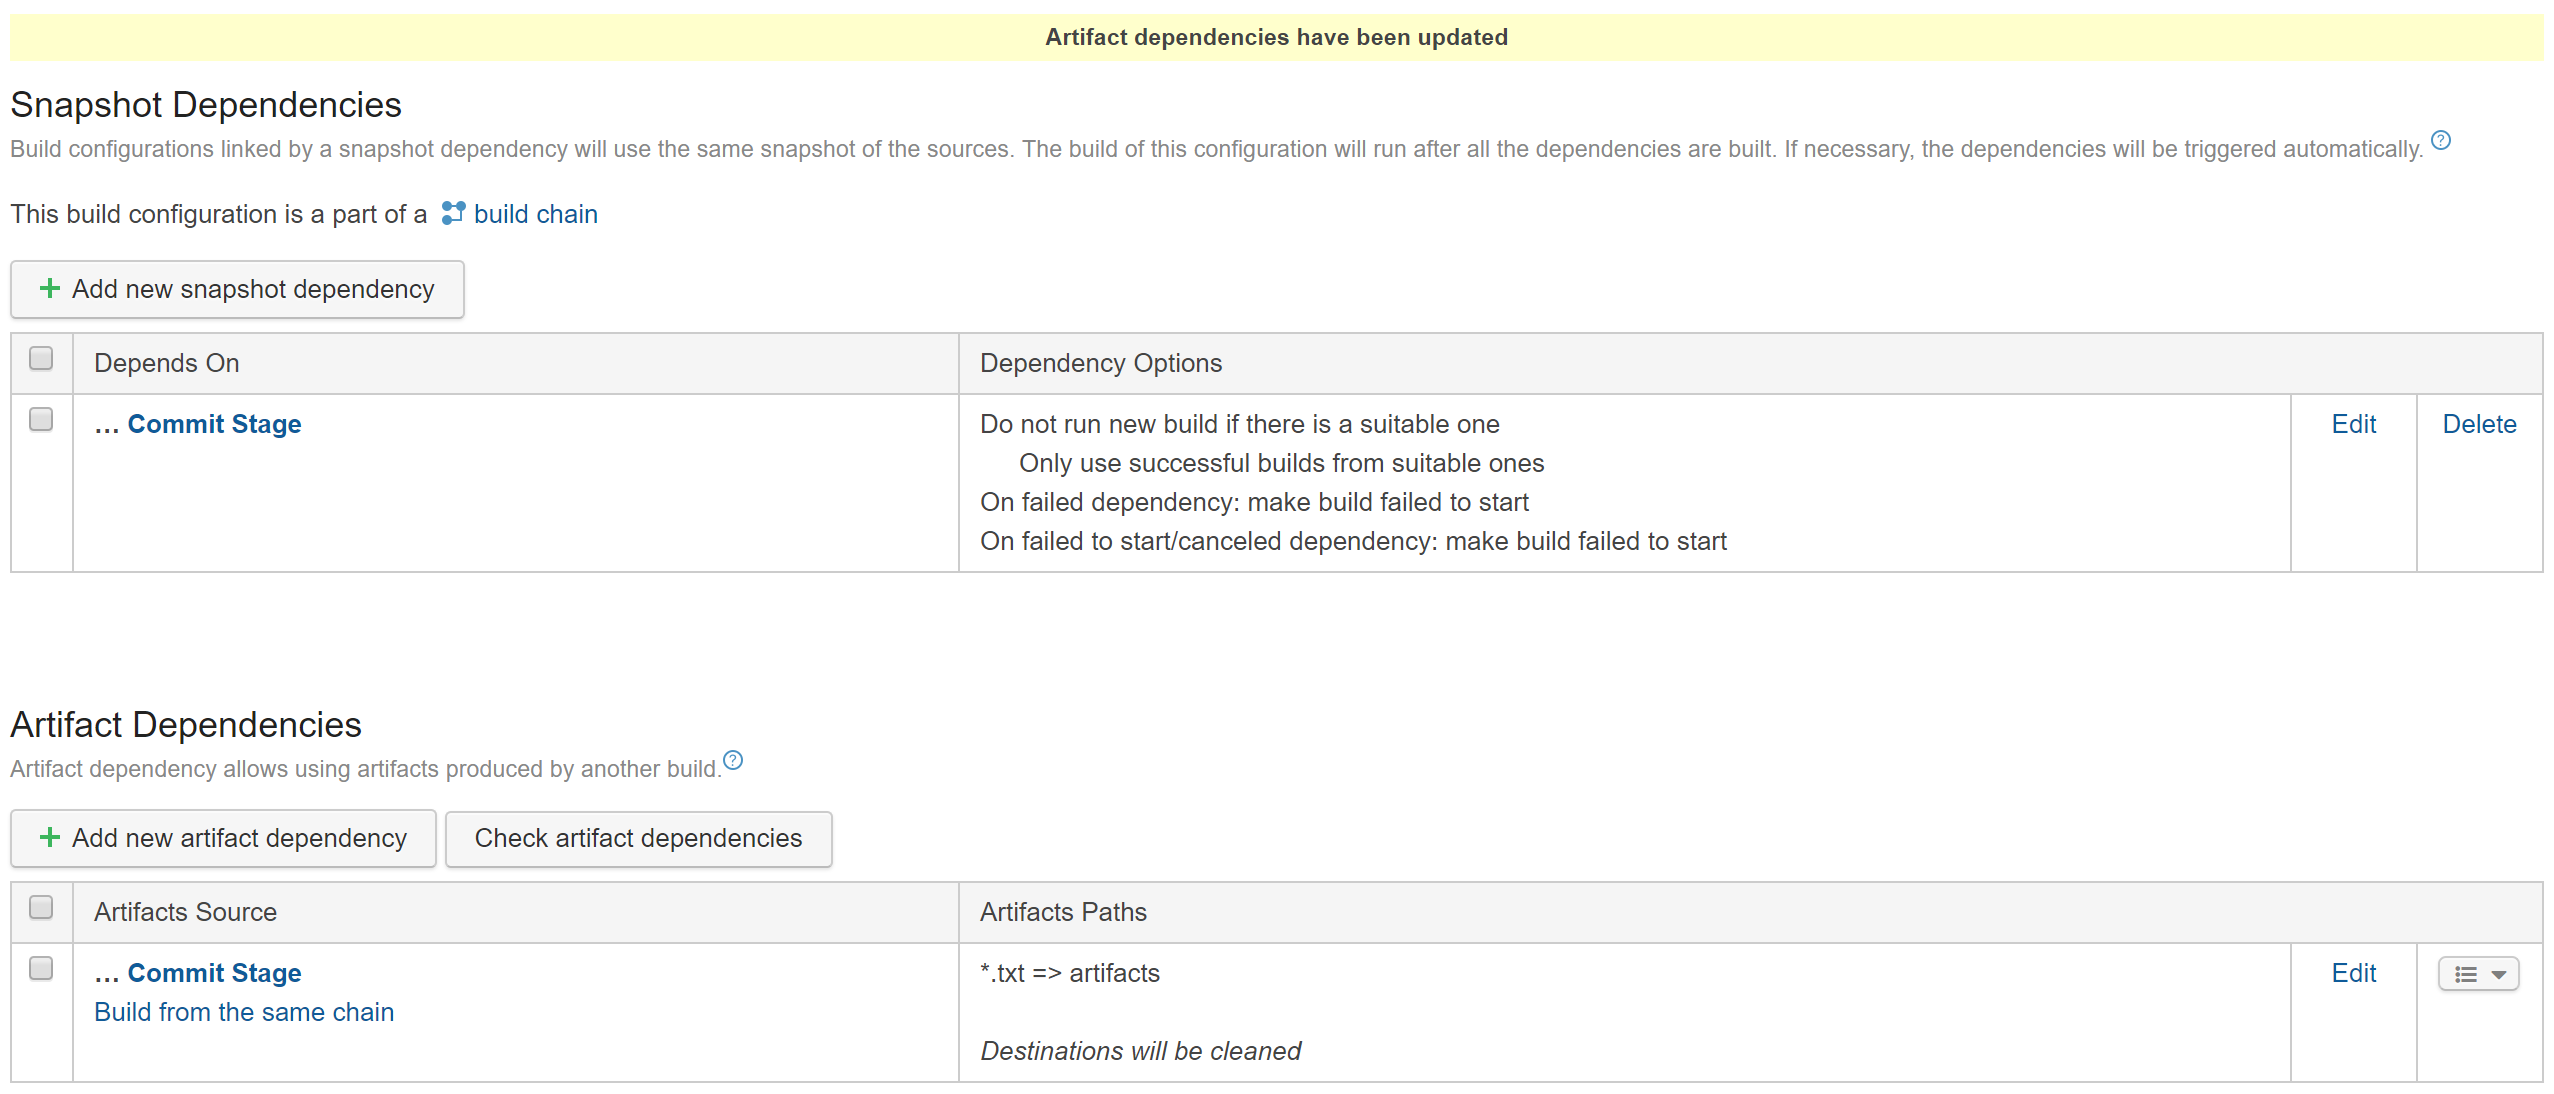 Artifact dependencies have been updated
Snapshot Dependencies
Build configurations linked by a snapshot dependency will use the same snapshot of the sources. The build of this configuration will run after all the dependencies are built. If necessary, the dependencies will be triggered automatically. ?
This build configuration is a part of a build chain
+ Add new snapshot dependency
Depends On Dependency Options
... Commit Stage Do not run new build if there is a suitable one Edit Delete
Only use successful builds from suitable ones
On failed dependency: make build failed to start
On failed to start/canceled dependency: make build failed to start
Artifact Dependencies
Artifact dependency allows using artifacts produced by another build. ?
+ Add new artifact dependency Check artifact dependencies
Artifacts Source Artifacts Paths
... Commit Stage *.txt => artifacts Edit
Build from the same chain
Destinations will be cleaned